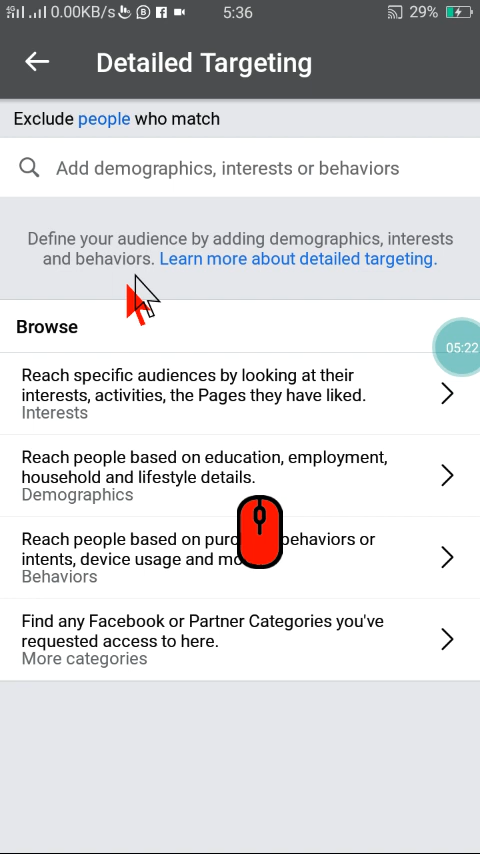 4G 0.00KB/s 5:36 29%
Detailed Targeting
Exclude people who match
Add demographics, interests or behaviors
Define your audience by adding demographics, interests
and behaviors. Learn more about detailed targeting.
Browse
05:22
Reach specific audiences by looking at their
interests, activities, the Pages they have liked.
Interests
Reach people based on education, employment,
household and lifestyle details.
Demographics
Reach people based on behaviors or
intents, device usage and
Behaviors
Find any Facebook or Partner Categories you've
requested access to here.
More categories